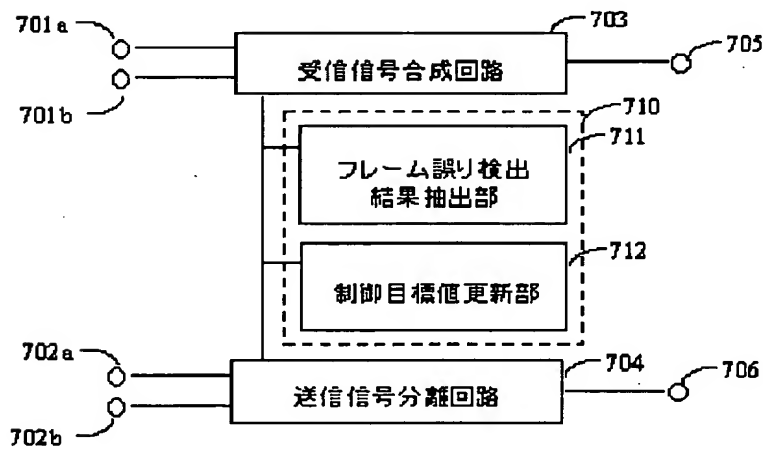 701a
703
受信信号合成回路
705
701b
710
711
フレーム誤り検出
結果抽出部
712
制御目標値更新部
702a
704
送信信号分離回路
706
702b